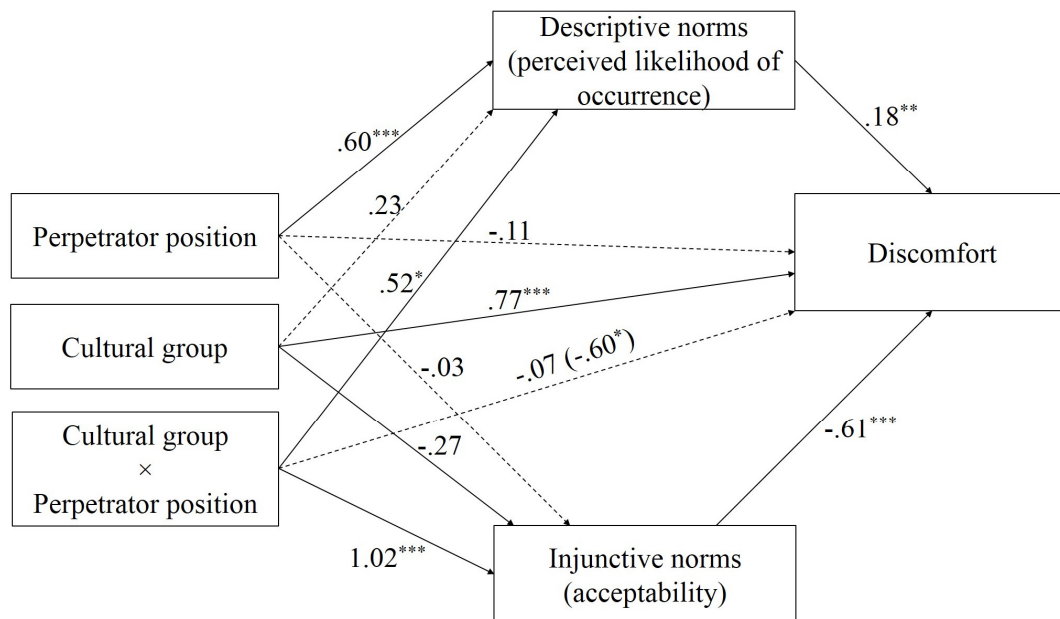 Descriptive norms
(perceived likelihood of
occurrence)
.60***
.18**
.23
Perpetrator position
-.11
Discomfort
.52*
.77***
Cultural group
-.03
-.07 (-.60*)
Cultural group
×
Perpetrator position
-.27
-.61***
1.02***
Injunctive norms
(acceptability)